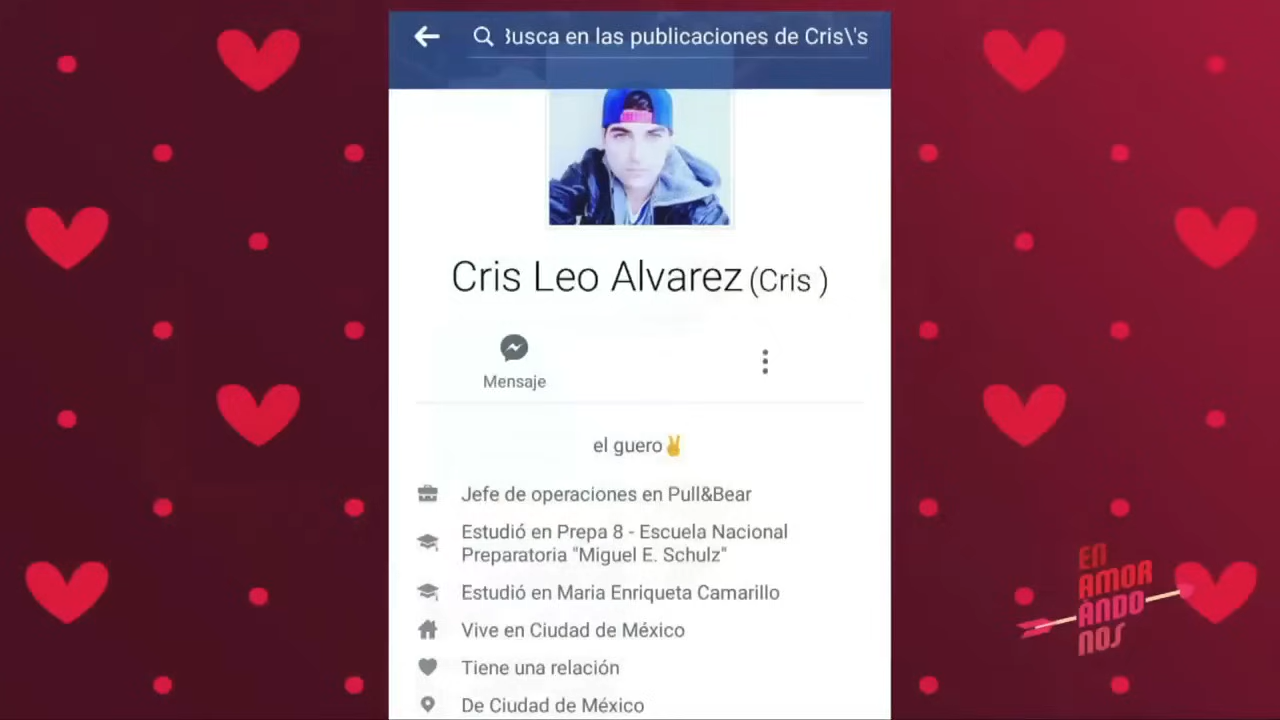 Busca en las publicaciones de Cris\'s
Cris Leo Alvarez (Cris )
Mensaje
el guero✌
Jefe de operaciones en Pull&Bear
Estudió en Prepa 8 - Escuela Nacional
Preparatoria "Miguel E. Schulz"
Estudió en Maria Enriqueta Camarillo
Vive en Ciudad de México
Tiene una relación
De Ciudad de México
EN
AMOR
ÁNDO
NOS